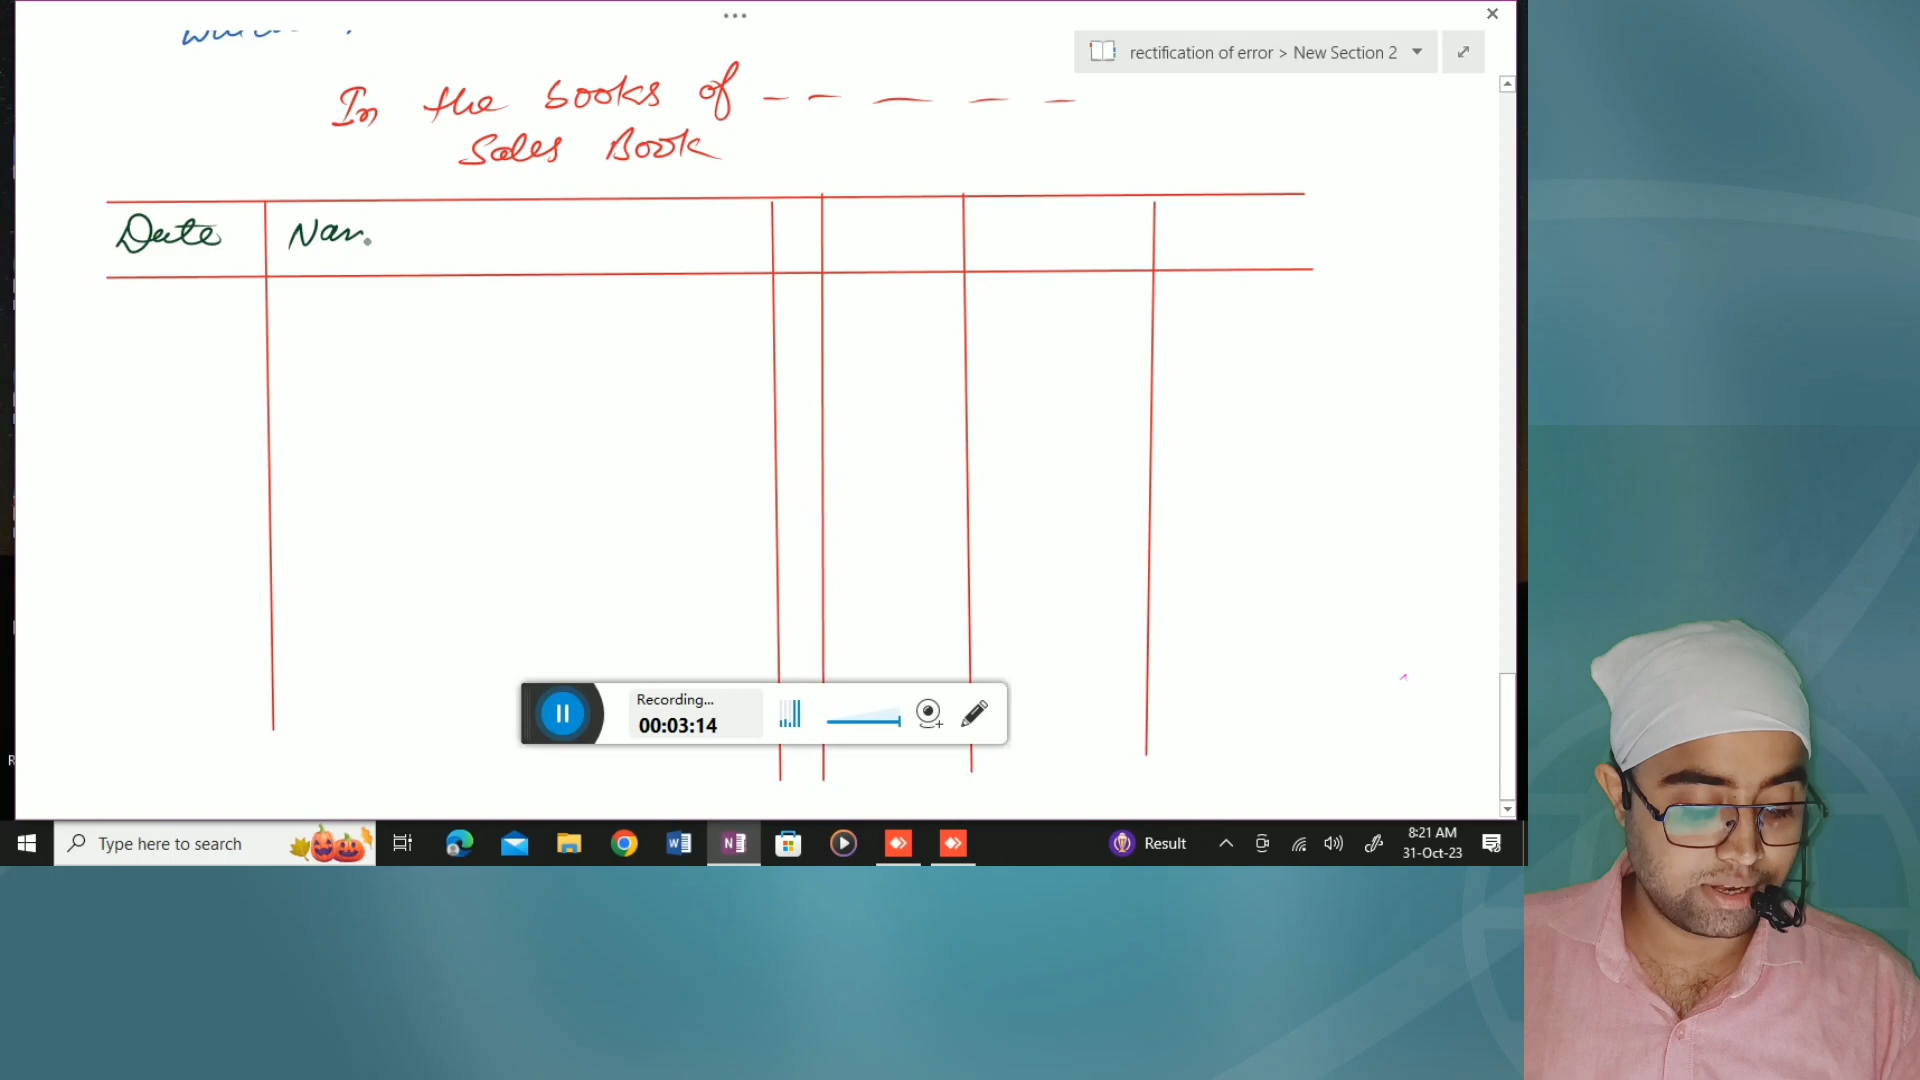 rectification of error > New Section 2
In the books of - - - - -
Sales Book
Date Nam
Recording...
00:03:14
Type here to search
Result
8:21 AM
31-Oct-23